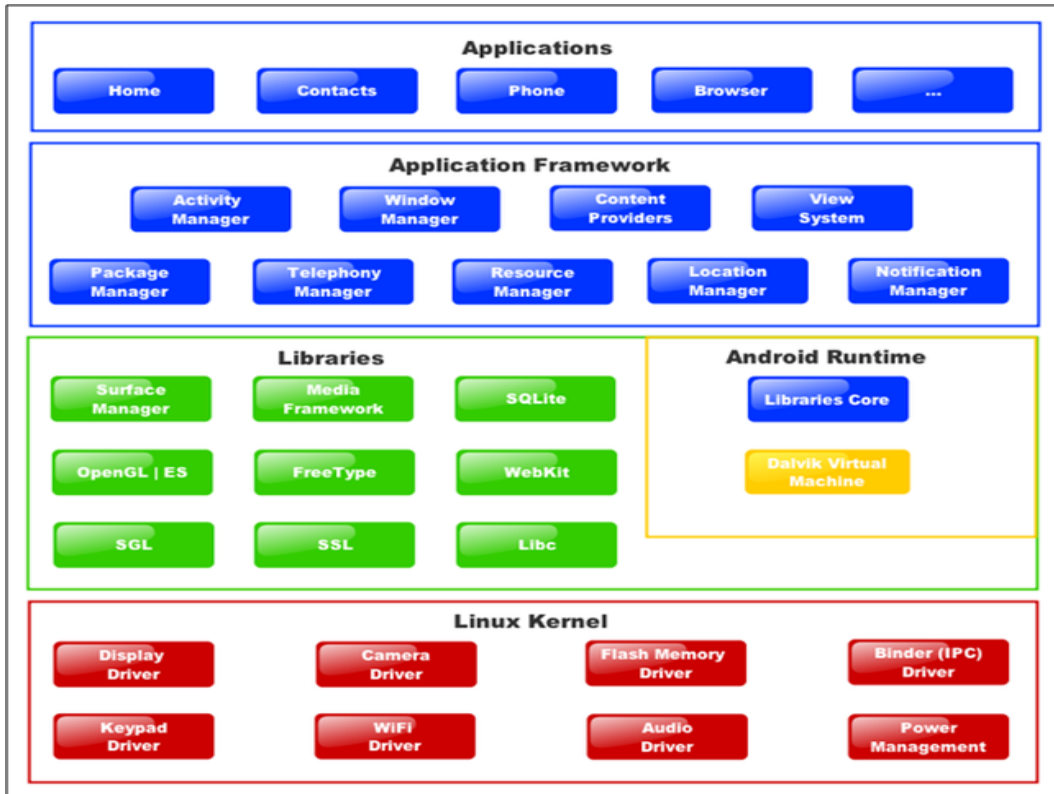 Applications
Home
Contacts
Phone
Browser
...
Application Framework
Activity
Manager
Window
Manager
Content
Providers
View
System
Package
Manager
Telephony
Manager
Resource
Manager
Location
Manager
Notification
Manager
Libraries
Surface
Manager
Media
Framework
SQLite
OpenGL | ES
FreeType
WebKit
SGL
SSL
Libc
Android Runtime
Libraries Core
Dalvik Virtual
Machine
Linux Kernel
Display
Driver
Camera
Driver
Flash Memory
Driver
Binder (IPC)
Driver
Keypad
Driver
WiFi
Driver
Audio
Driver
Power
Management